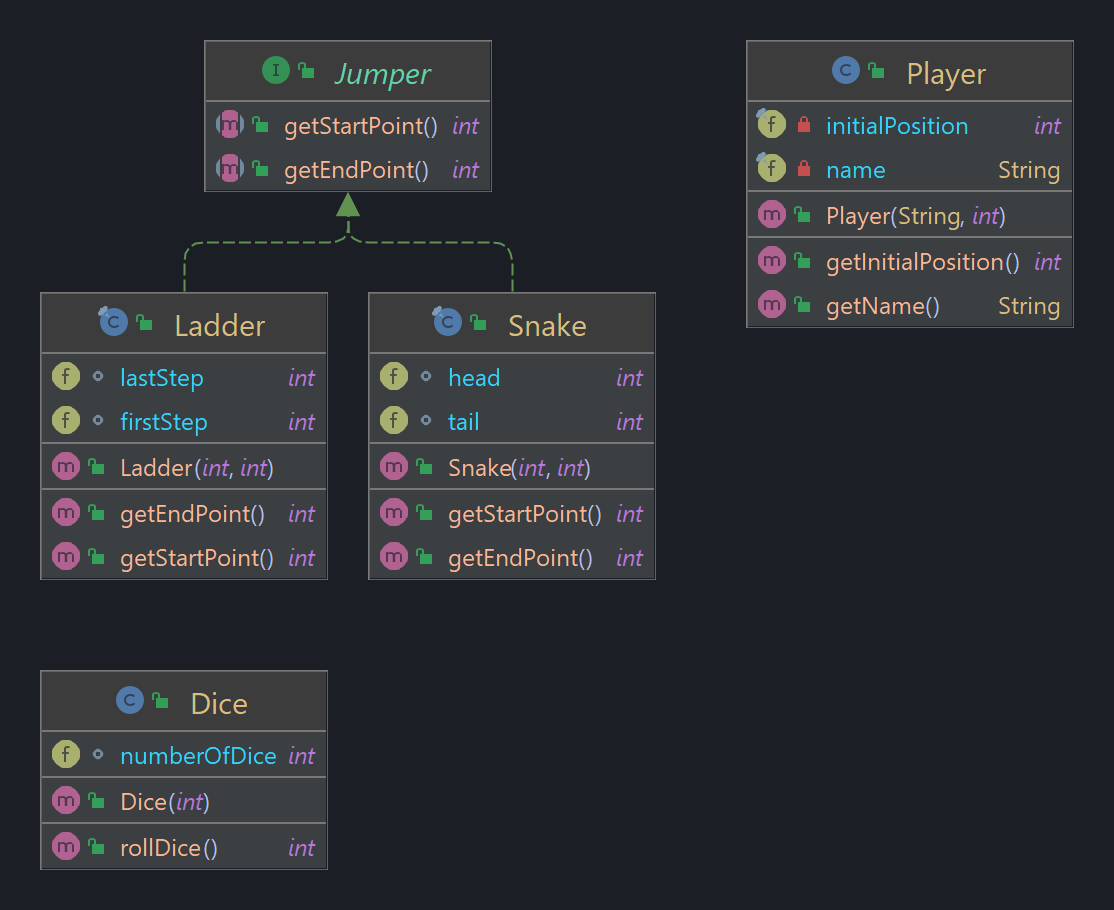 I Jumper
m getStartPoint() int
m getEndPoint() int
C Player
f initialPosition int
f name String
m Player(String, int)
m getInitialPosition() int
m getName() String
C Ladder
f lastStep int
f firstStep int
m Ladder(int, int)
m getEndPoint() int
m getStartPoint() int
C Snake
f head int
f tail int
m Snake(int, int)
m getStartPoint() int
m getEndPoint() int
C Dice
f numberOfDice int
m Dice(int)
m rollDice() int